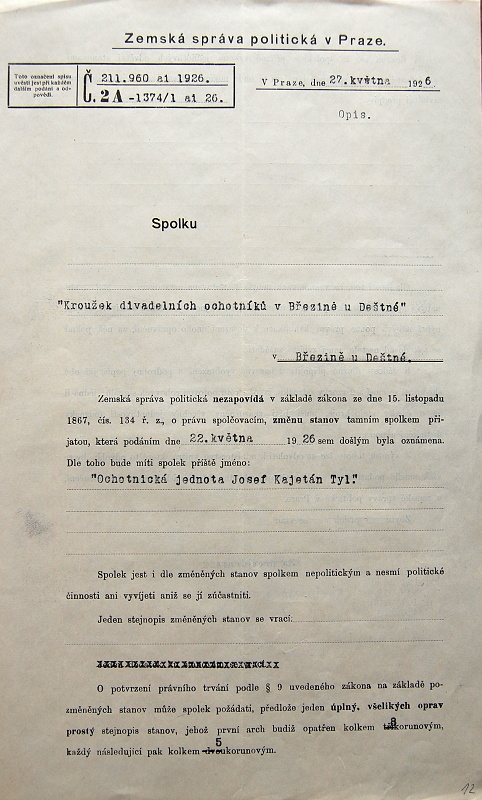 Zemská správa politická v Praze.
Toto označení spisu
uvésti jest při každém
dalším podání a od-
povědi.
Č 211.960 ai 1926.
Č. 2A -1374/1 ai 26.
V Praze, dne 27. května 1926.
Opis.
Spolku
"Kroužek divadelních ochotníků v Březině u Deštné"
v Březině u Deštné.
Zemská správa politická nezapovídá v základě zákona ze dne 15. listopadu
1867, čís. 134 ř. z., o právu spolčovacím, změnu stanov tamním spolkem při-
jatou, která podáním dne 22. května 1926 sem došlým byla oznámena.
Dle toho bude míti spolek příště jméno:
"Ochotnická jednota Josef Kajetán Tyl."
Spolek jest i dle změněných stanov spolkem nepolitickým a nesmí politické
činnosti ani vyvíjeti aniž se jí zúčastniti.
Jeden stejnopis změněných stanov se vrací.
O potvrzení právního trvání podle § 9 uvedeného zákona na základě po-
změněných stanov může spolek požádati, předlože jeden úplný, všelikých oprav
prostý stejnopis stanov, jehož první arch budiž opatřen kolkem 8 korunovým,
každý následující pak kolkem 5 korunovým.
12